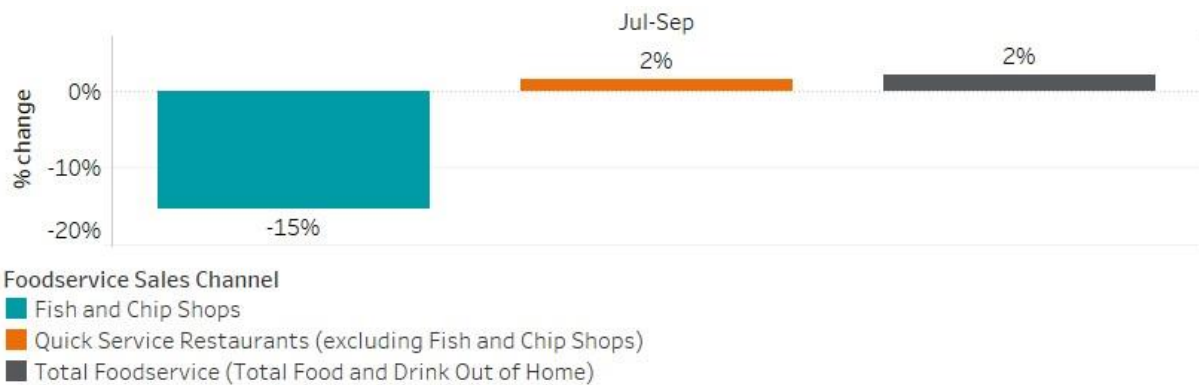 Jul-Sep
2%
2%
0%
% change
-10%
-20%
-15%
Foodservice Sales Channel
Fish and Chip Shops
Quick Service Restaurants (excluding Fish and Chip Shops)
Total Foodservice (Total Food and Drink Out of Home)